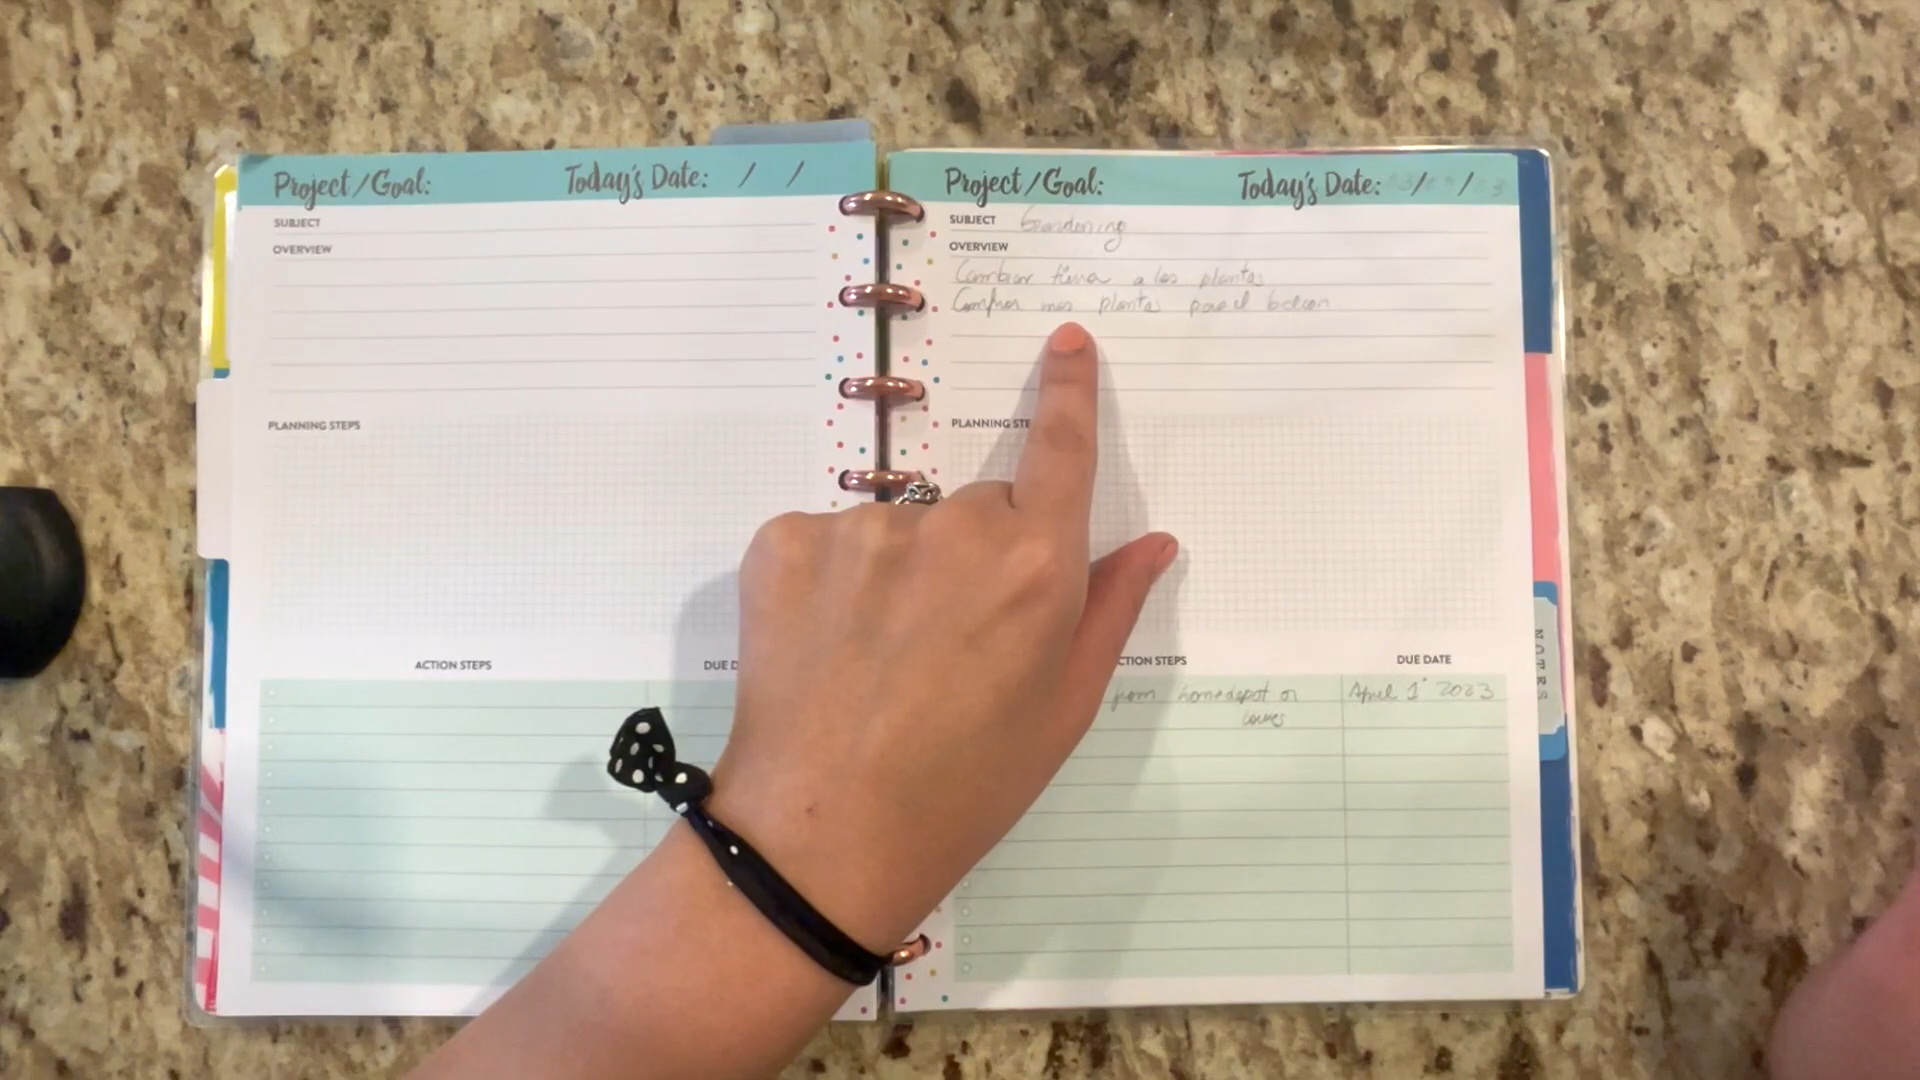 Project/Goal: Today's Date: / /
SUBJECT
OVERVIEW
PLANNING STEPS
ACTION STEPS DUE D
Project/Goal: Today's Date: / /
SUBJECT Gardening
OVERVIEW
Cambiar tierra a las plantas
Comprar mas plantas para el balcon
PLANNING STE
CTION STEPS DUE DATE
from homedepot or April 1° 2023
lowes
NOTES